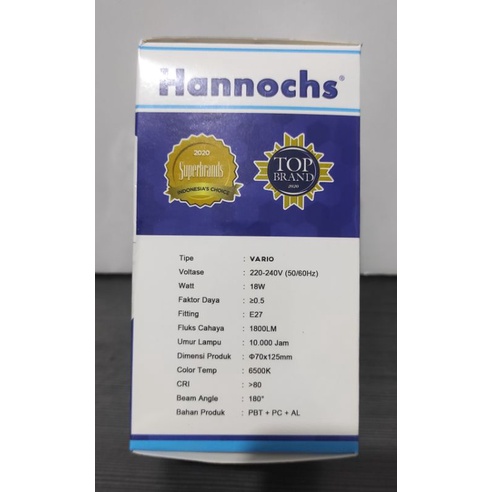 Hannochs®
2020
Superbrands
INDONESIA'S CHOICE
TOP
BRAND
2020
Tipe : VARIO
Voltase : 220-240V (50/60Hz)
Watt : 18W
Faktor Daya : ≥0.5
Fitting : E27
Fluks Cahaya : 1800LM
Umur Lampu : 10.000 Jam
Dimensi Produk : Φ70x125mm
Color Temp : 6500K
CRI : >80
Beam Angle : 180°
Bahan Produk : PBT + PC + AL